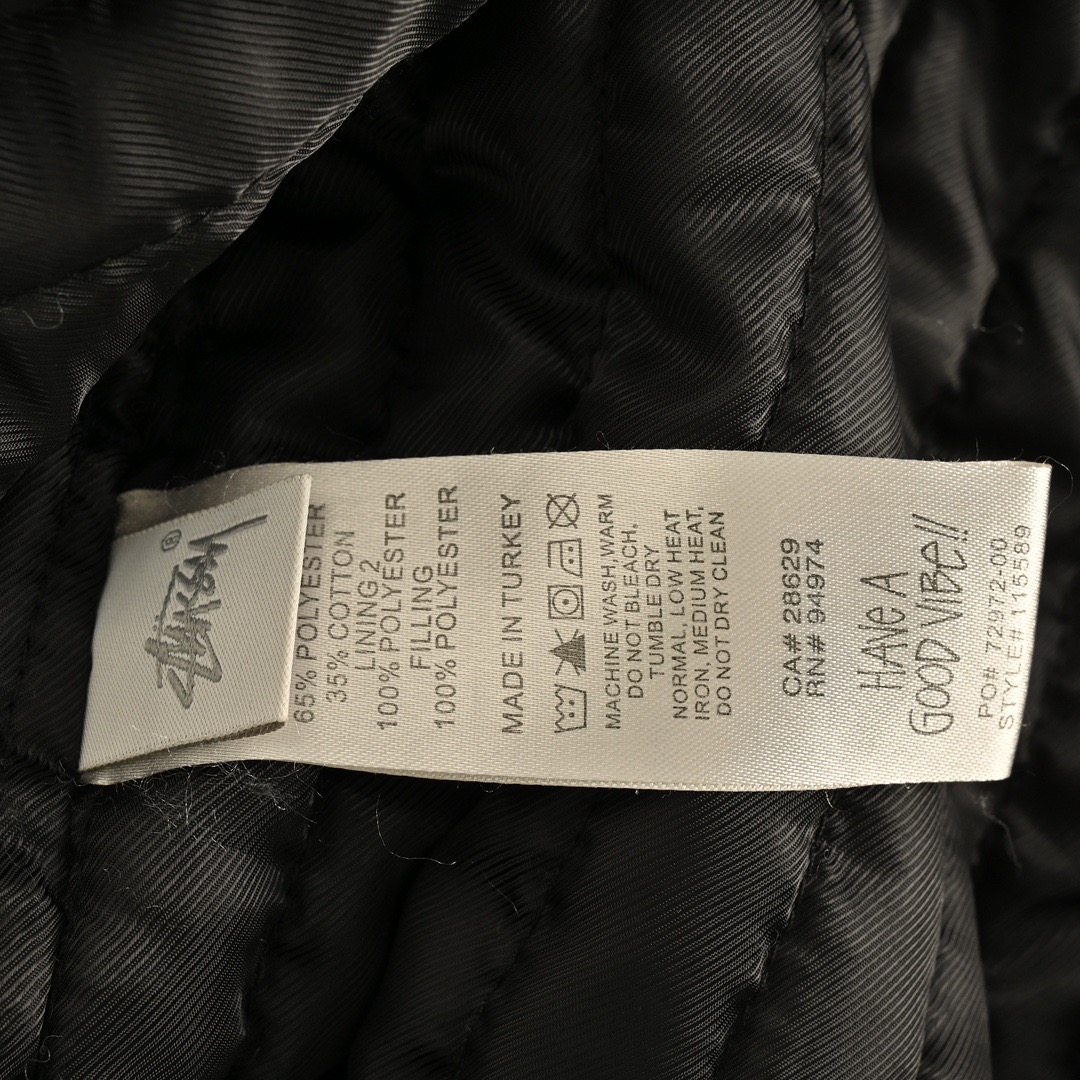 STÜSSY ®
65% POLYESTER
35% COTTON
LINING 2
100% POLYESTER
FILLING
100% POLYESTER
MADE IN TURKEY
MACHINE WASH, WARM
DO NOT BLEACH,
TUMBLE DRY
NORMAL, LOW HEAT
IRON, MEDIUM HEAT,
DO NOT DRY CLEAN
CA# 28629
RN# 94974
HAVE A
GOOD VIBE!!
PO# 72972-00
STYLE# 115589